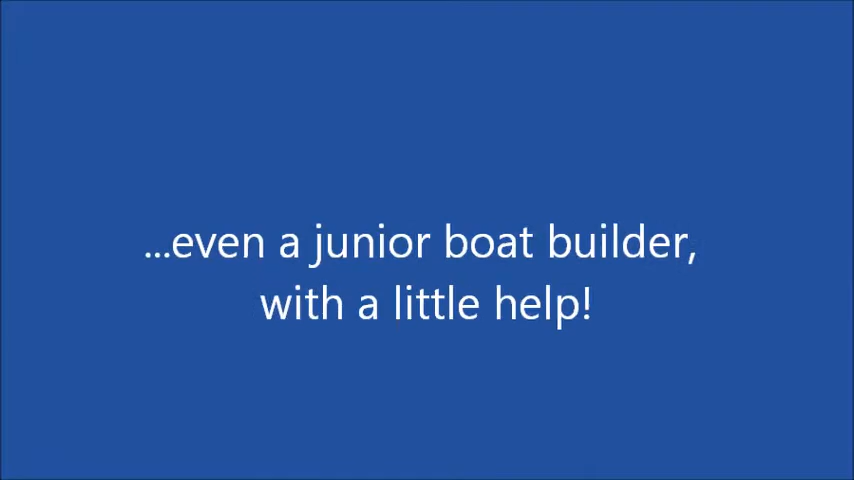 ...even a junior boat builder,
with a little help!